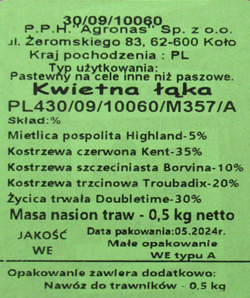 30/09/10060
P.P.H."Agronas" Sp. z o.o.
ul. Żeromskiego 83, 62-600 Koło
Kraj pochodzenia : PL
Typ użytkowania:
Pastewny na cele inne niż paszowe.
Kwietna łąka
PL430/09/10060/M357/A
Skład:%
Mietlica pospolita Highland-5%
Kostrzewa czerwona Kent-35%
Kostrzewa szczeciniasta Borvina-10%
Kostrzewa trzcinowa Troubadix-20%
Życica trwała Doubletime-30%
Masa nasion traw - 0,5 kg netto
JAKOŚĆ WE
Data pakowania:05.2024r.
Małe opakowanie
WE typu A
Opakowanie zawiera dodatkowo:
Nawóz do trawników - 0,5 kg